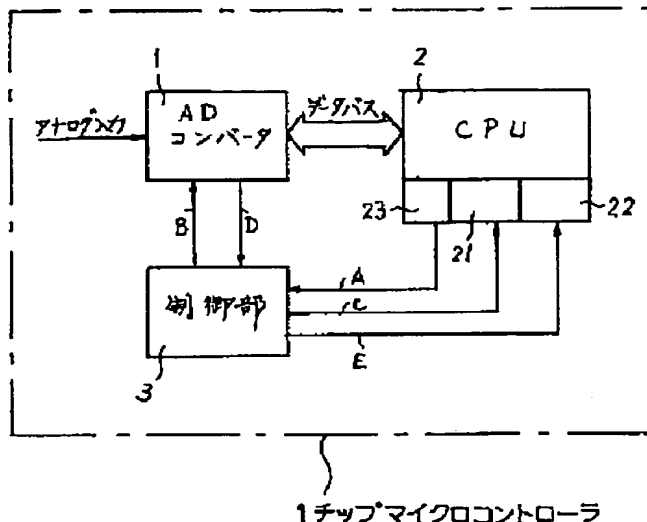 1
AD
コンバータ
アナログ入力
データバス
2
CPU
23
21
22
B
D
A
C
E
制御部
3
1チップマイクロコントローラ